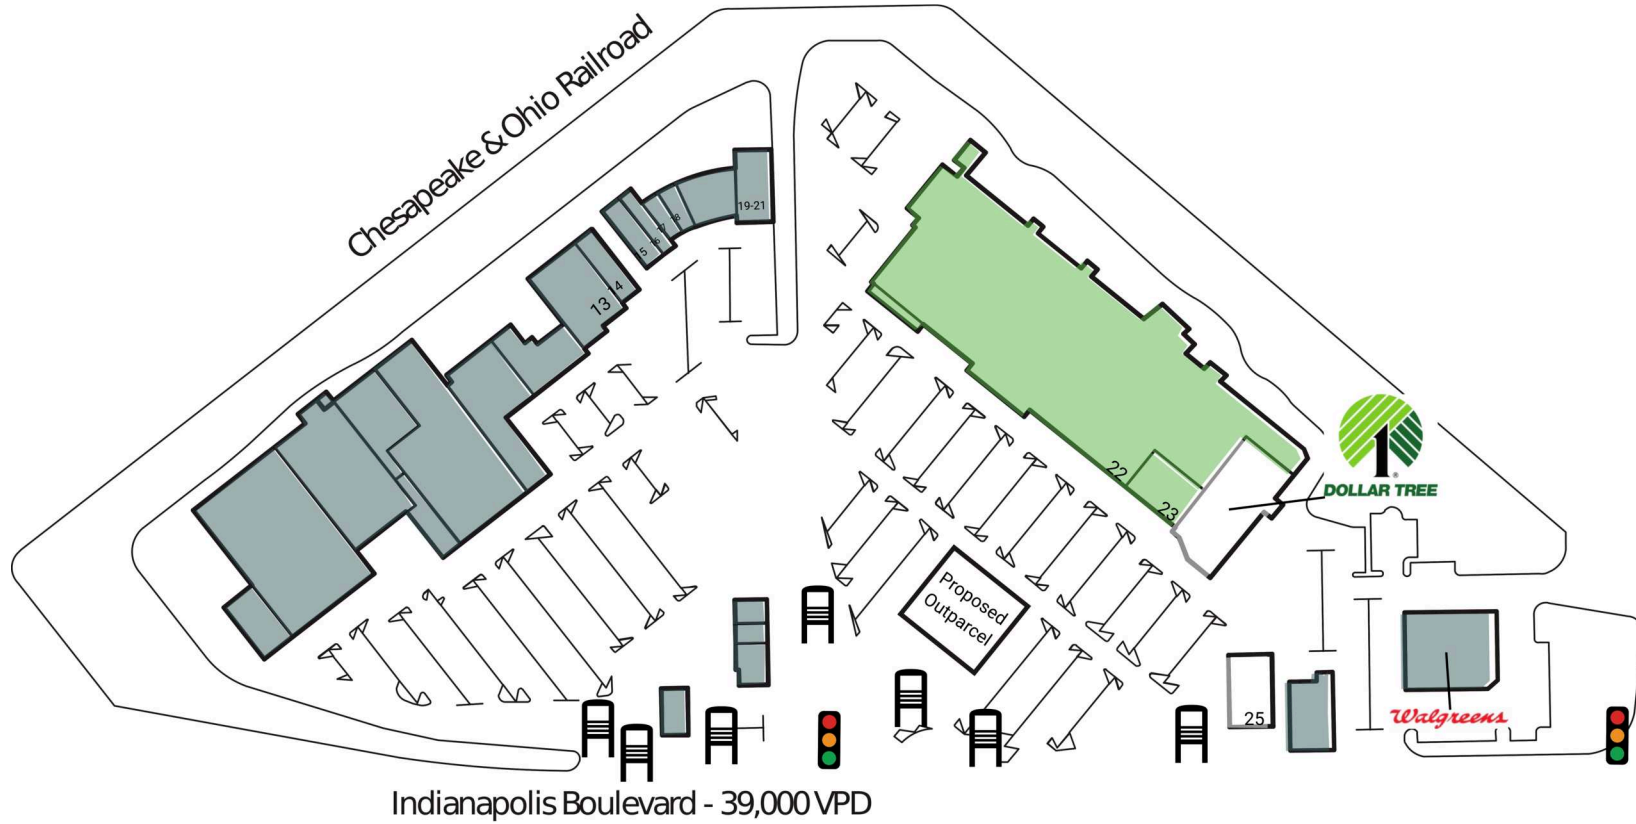 Chesapeake & Ohio Railroad
19-21
18
17
16
5
14
13
22
23
DOLLAR TREE
Proposed
Outparcel
25
Walgreens
Indianapolis Boulevard - 39,000 VPD